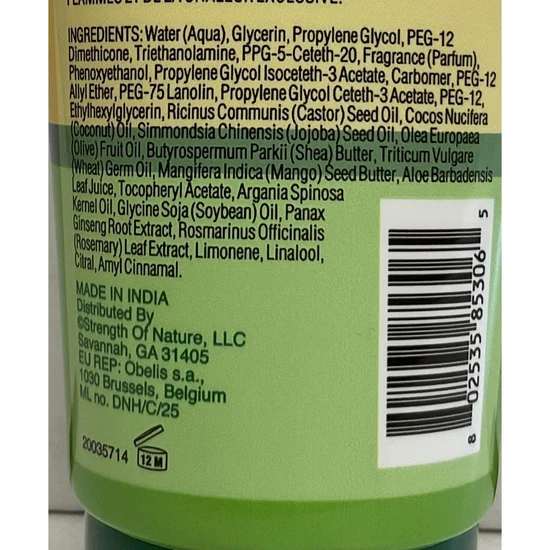 INGREDIENTS: Water (Aqua), Glycerin, Propylene Glycol, PEG-12
Dimethicone, Triethanolamine, PPG-5-Ceteth-20, Fragrance (Parfum),
Phenoxyethanol, Propylene Glycol Isoceteth-3 Acetate, Carbomer, PEG-12
Allyl Ether, PEG-75 Lanolin, Propylene Glycol Ceteth-3 Acetate, PEG-12,
Ethylhexylglycerin, Ricinus Communis (Castor) Seed Oil, Cocos Nucifera
(Coconut) Oil, Simmondsia Chinensis (Jojoba) Seed Oil, Olea Europaea
(Olive) Fruit Oil, Butyrospermum Parkii (Shea) Butter, Triticum Vulgare
(Wheat) Germ Oil, Mangifera Indica (Mango) Seed Butter, Aloe Barbadensis
Leaf Juice, Tocopheryl Acetate, Argania Spinosa
Kernel Oil, Glycine Soja (Soybean) Oil, Panax
Ginseng Root Extract, Rosmarinus Officinalis
(Rosemary) Leaf Extract, Limonene, Linalool,
Citral, Amyl Cinnamal.
MADE IN INDIA
Distributed By
©Strength Of Nature, LLC
Savannah, GA 31405
EU REP: Obelis s.a.,
1030 Brussels, Belgium
ML no. DNH/C/25
20035714
12 M
8 02535 85306 5